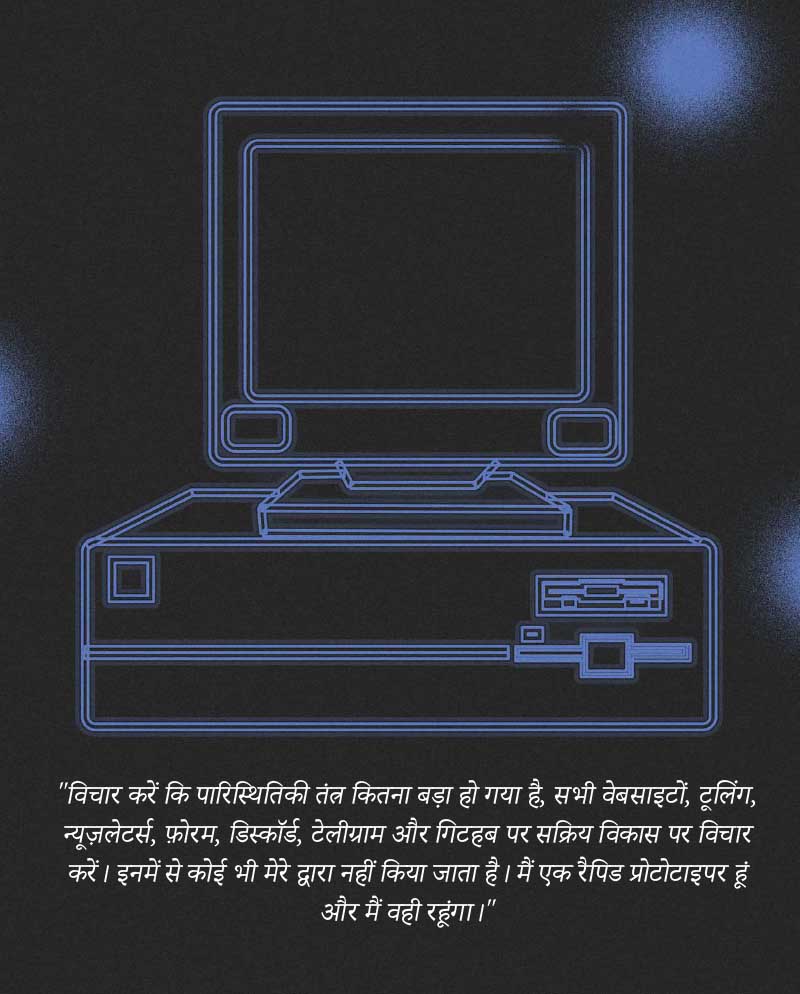 "विचार करें कि पारिस्थितिकी तंत्र कितना बड़ा हो गया है, सभी वेबसाइटों, टूलिंग,
न्यूज़लेटर्स, फ़ोरम, डिस्कॉर्ड, टेलीग्राम और गिटहब पर सक्रिय विकास पर विचार
करें। इनमें से कोई भी मेरे द्वारा नहीं किया जाता है। मैं एक रैपिड प्रोटोटाइपर हूं
और मैं वही रहूंगा।"